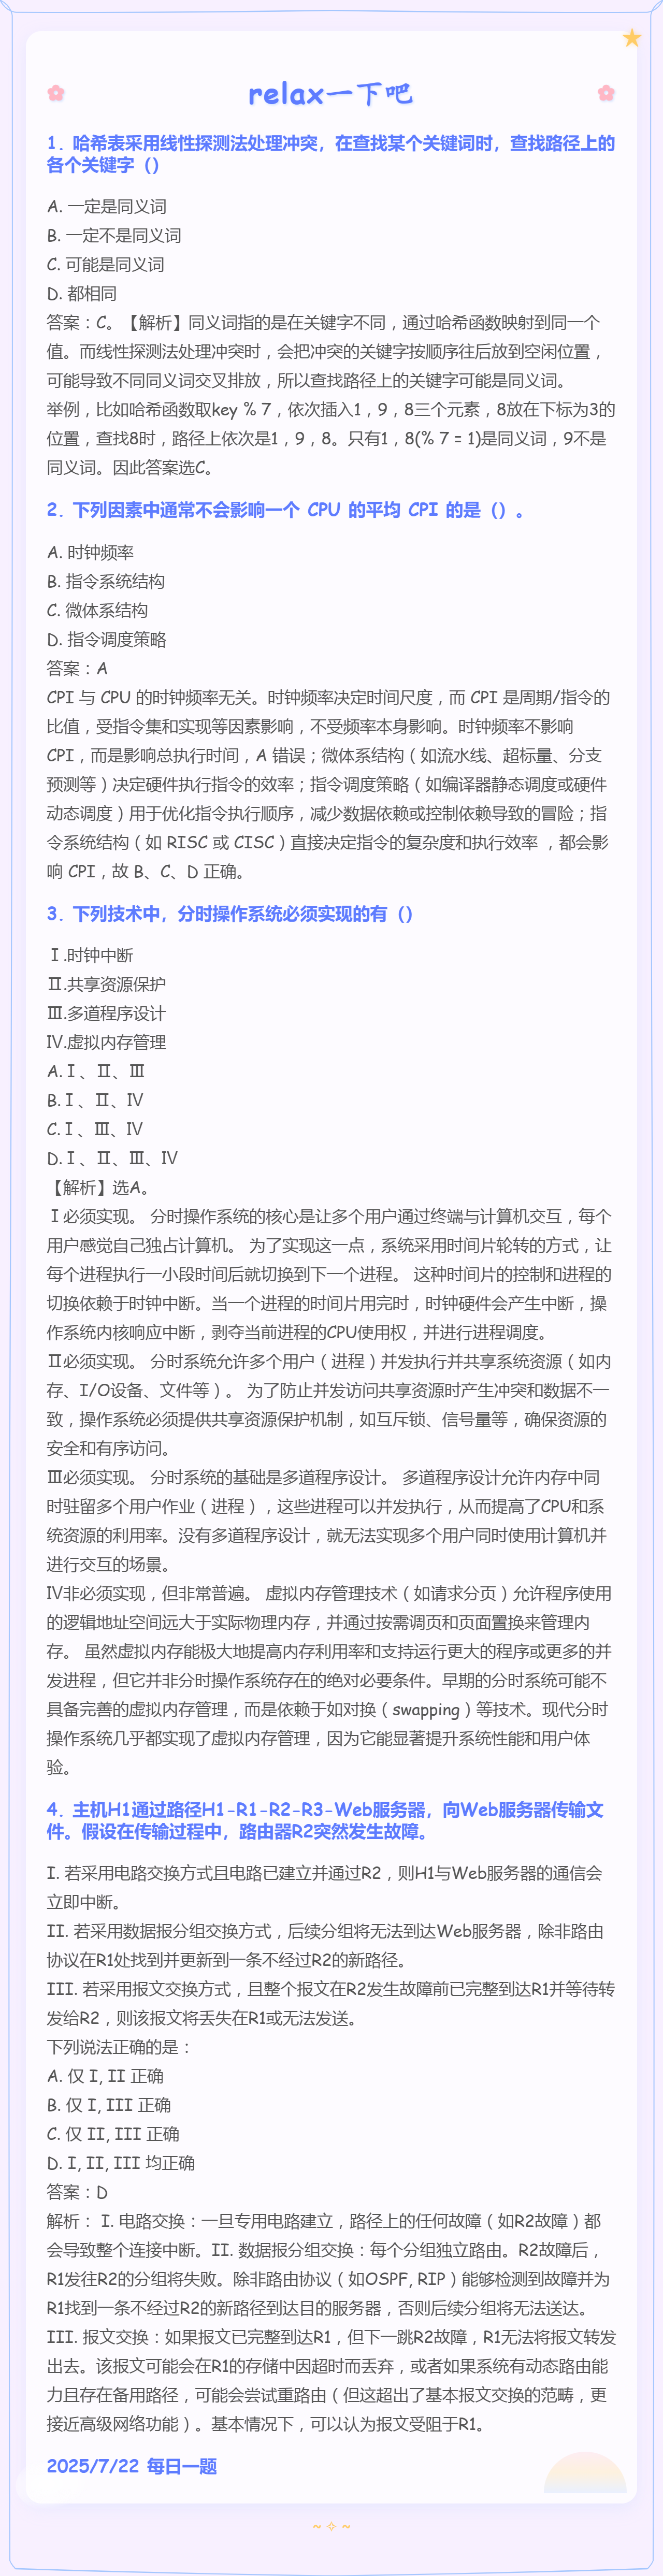 relax一下吧
1. 哈希表采用线性探测法处理冲突，在查找某个关键词时，查找路径上的
各个关键字（）
A. 一定是同义词
B. 一定不是同义词
C. 可能是同义词
D. 都相同
答案：C。【解析】同义词指的是在关键字不同，通过哈希函数映射到同一个
值。而线性探测法处理冲突时，会把冲突的关键字按顺序往后放到空闲位置，
可能导致不同同义词交叉排放，所以查找路径上的关键字可能是同义词。
举例，比如哈希函数取key % 7，依次插入1，9，8三个元素，8放在下标为3的
位置，查找8时，路径上依次是1，9，8。只有1，8(% 7 = 1)是同义词，9不是
同义词。因此答案选C。
2. 下列因素中通常不会影响一个 CPU 的平均 CPI 的是（）。
A. 时钟频率
B. 指令系统结构
C. 微体系结构
D. 指令调度策略
答案：A
CPI 与 CPU 的时钟频率无关。时钟频率决定时间尺度，而 CPI 是周期/指令的
比值，受指令集和实现等因素影响，不受频率本身影响。时钟频率不影响
CPI，而是影响总执行时间，A 错误；微体系结构（如流水线、超标量、分支
预测等）决定硬件执行指令的效率；指令调度策略（如编译器静态调度或硬件
动态调度）用于优化指令执行顺序，减少数据依赖或控制依赖导致的冒险；指
令系统结构（如 RISC 或 CISC）直接决定指令的复杂度和执行效率 ，都会影
响 CPI，故 B、C、D 正确。
3. 下列技术中，分时操作系统必须实现的有（）
Ⅰ.时钟中断
Ⅱ.共享资源保护
Ⅲ.多道程序设计
Ⅳ.虚拟内存管理
A.Ⅰ、Ⅱ、Ⅲ
B.Ⅰ、Ⅱ、Ⅳ
C.Ⅰ、Ⅲ、Ⅳ
D.Ⅰ、Ⅱ、Ⅲ、Ⅳ
【解析】选A。
Ⅰ必须实现。 分时操作系统的核心是让多个用户通过终端与计算机交互，每个
用户感觉自己独占计算机。 为了实现这一点，系统采用时间片轮转的方式，让
每个进程执行一小段时间后就切换到下一个进程。 这种时间片的控制和进程的
切换依赖于时钟中断。当一个进程的时间片用完时，时钟硬件会产生中断，操
作系统内核响应中断，剥夺当前进程的CPU使用权，并进行进程调度。
Ⅱ必须实现。 分时系统允许多个用户（进程）并发执行并共享系统资源（如内
存、I/O设备、文件等）。 为了防止并发访问共享资源时产生冲突和数据不一
致，操作系统必须提供共享资源保护机制，如互斥锁、信号量等，确保资源的
安全和有序访问。
Ⅲ必须实现。 分时系统的基础是多道程序设计。 多道程序设计允许内存中同
时驻留多个用户作业（进程），这些进程可以并发执行，从而提高了CPU和系
统资源的利用率。没有多道程序设计，就无法实现多个用户同时使用计算机并
进行交互的场景。
Ⅳ非必须实现，但非常普遍。 虚拟内存管理技术（如请求分页）允许程序使用
的逻辑地址空间远大于实际物理内存，并通过按需调页和页面置换来管理内
存。 虽然虚拟内存能极大地提高内存利用率和支持运行更大的程序或更多的并
发进程，但它并非分时操作系统存在的绝对必要条件。早期的分时系统可能不
具备完善的虚拟内存管理，而是依赖于如对换（swapping）等技术。现代分时
操作系统几乎都实现了虚拟内存管理，因为它能显著提升系统性能和用户体
验。
4. 主机H1通过路径H1-R1-R2-R3-Web服务器，向Web服务器传输文
件。假设在传输过程中，路由器R2突然发生故障。
I. 若采用电路交换方式且电路已建立并通过R2，则H1与Web服务器的通信会
立即中断。
II. 若采用数据报分组交换方式，后续分组将无法到达Web服务器，除非路由
协议在R1处找到并更新到一条不经过R2的新路径。
III. 若采用报文交换方式，且整个报文在R2发生故障前已完整到达R1并等待转
发给R2，则该报文将丢失在R1或无法发送。
下列说法正确的是：
A. 仅 I, II 正确
B. 仅 I, III 正确
C. 仅 II, III 正确
D. I, II, III 均正确
答案：D
解析： I. 电路交换：一旦专用电路建立，路径上的任何故障（如R2故障）都
会导致整个连接中断。II. 数据报分组交换：每个分组独立路由。R2故障后，
R1发往R2的分组将失败。除非路由协议（如OSPF, RIP）能够检测到故障并为
R1找到一条不经过R2的新路径到达目的服务器，否则后续分组将无法送达。
III. 报文交换：如果报文已完整到达R1，但下一跳R2故障，R1无法将报文转发
出去。该报文可能会在R1的存储中因超时而丢弃，或者如果系统有动态路由能
力且存在备用路径，可能会尝试重路由（但这超出了基本报文交换的范畴，更
接近高级网络功能）。基本情况下，可以认为报文受阻于R1。
2025/7/22 每日一题